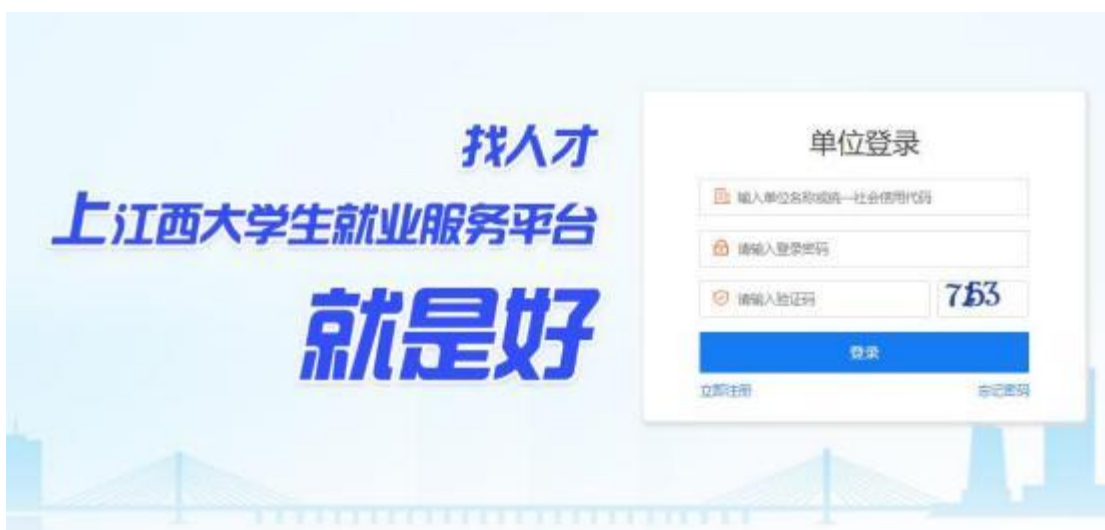 找人才
上江西大学生就业服务平台
就是好
单位登录
输入单位名称或统一社会信用代码
请输入登录密码
请输入验证码
7153
登录
立即注册
忘记密码